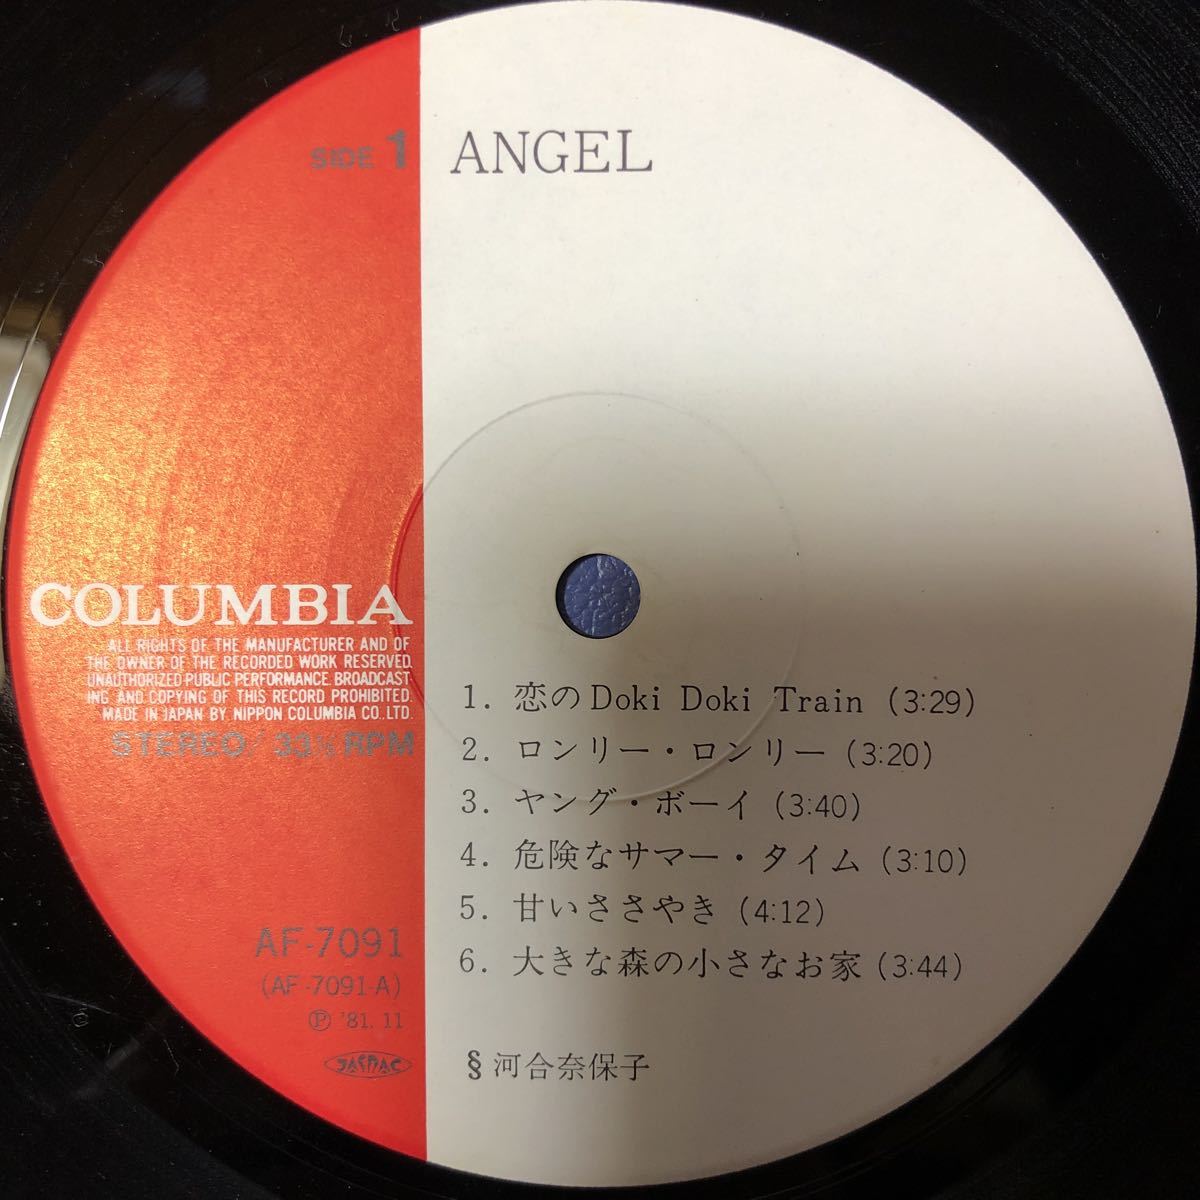 SIDE 1
ANGEL
COLUMBIA
ALL RIGHTS OF THE MANUFACTURER AND OF
THE OWNER OF THE RECORDED WORK RESERVED.
UNAUTHORIZED PUBLIC PERFORMANCE. BROADCAST
ING AND COPYING OF THIS RECORD PROHIBITED.
MADE IN JAPAN BY NIPPON COLUMBIA CO. LTD.
STEREO/ 33⅓ RPM
AF-7091
(AF-7091-A)
Ⓟ '81. 11
JASRAC
1. 恋のDoki Doki Train (3:29)
2. ロンリー・ロンリー (3:20)
3. ヤング・ボーイ (3:40)
4. 危険なサマー・タイム (3:10)
5. 甘いささやき (4:12)
6. 大きな森の小さなお家 (3:44)
§ 河合奈保子